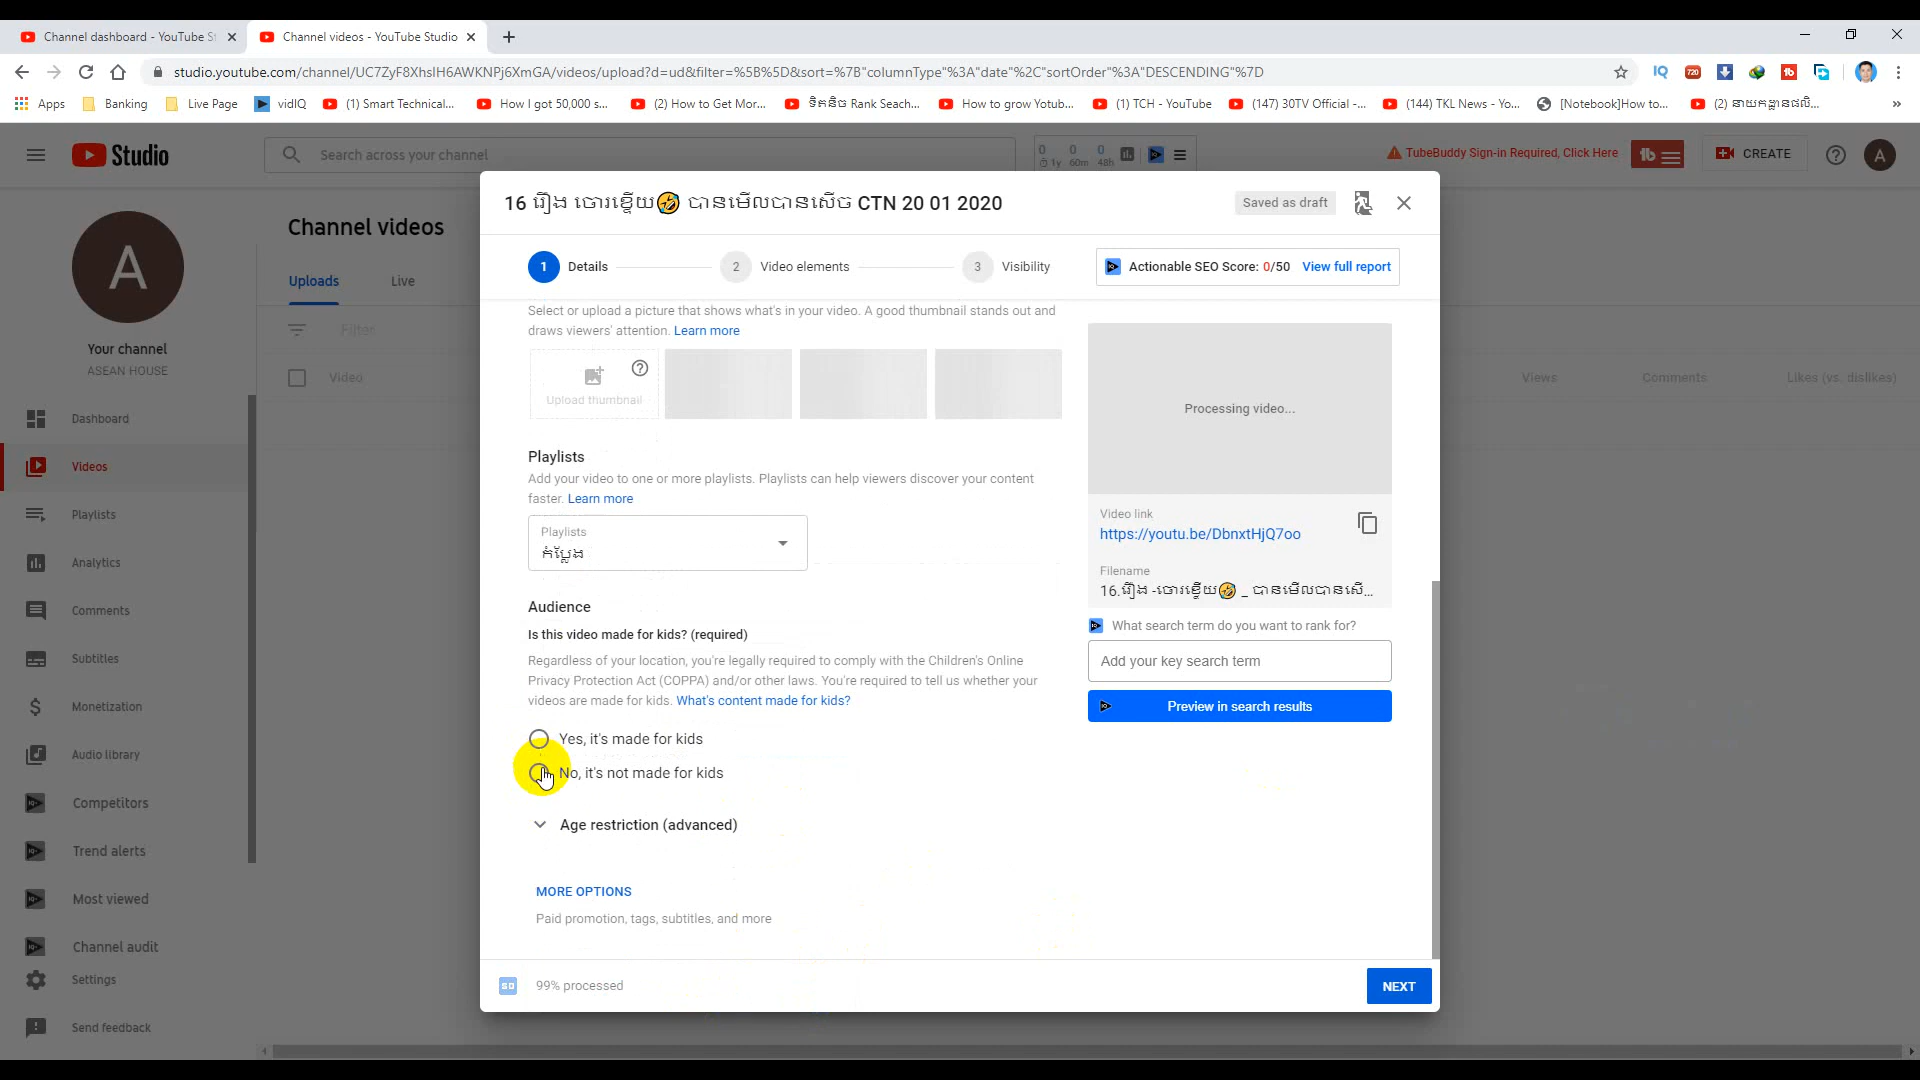 Channel dashboard - YouTube St
Channel videos - YouTube Studio
studio.youtube.com/channel/UC7ZyF8XhsIH6AWKNPj6XmGA/videos/upload?d=ud&filter=%5B%5D&sort=%7B"columnType"%3A"date"%2C"sortOrder"%3A"DESCENDING"%7D
Apps
Banking
Live Page
vidIQ
(1) Smart Technical...
How I got 50,000 s...
(2) How to Get Mor...
ទិតនិច Rank Seach...
How to grow Yotub...
(1) TCH - YouTube
(147) 30TV Official -...
(144) TKL News - Yo...
[Notebook]How to...
(2) នាយកដ្ឋានផលិ...
Studio
Search across your channel
0 0 0
1y 60m 48h
TubeBuddy Sign-in Required, Click Here
CREATE
A
16 រឿង ចោរខ្ញើយ🤣 បានមើលបានសើច CTN 20 01 2020
Saved as draft
1 Details
2 Video elements
3 Visibility
Actionable SEO Score: 0/50 View full report
A
Your channel
ASEAN HOUSE
Dashboard
Videos
Playlists
Analytics
Comments
Subtitles
Monetization
Audio library
Competitors
Trend alerts
Most viewed
Channel audit
Settings
Send feedback
Channel videos
Uploads
Live
Filter
Video
Views
Comments
Likes (vs. dislikes)
Select or upload a picture that shows what's in your video. A good thumbnail stands out and
draws viewers' attention. Learn more
Upload thumbnail
Playlists
Add your video to one or more playlists. Playlists can help viewers discover your content
faster. Learn more
Playlists
កំប្លែង
Audience
Is this video made for kids? (required)
Regardless of your location, you're legally required to comply with the Children's Online
Privacy Protection Act (COPPA) and/or other laws. You're required to tell us whether your
videos are made for kids. What's content made for kids?
Yes, it's made for kids
No, it's not made for kids
Age restriction (advanced)
MORE OPTIONS
Paid promotion, tags, subtitles, and more
Processing video...
Video link
https://youtu.be/DbnxtHjQ7oo
Filename
16.រឿង -ចោរខ្ញើយ🤣 _ បានមើលបានសើ...
What search term do you want to rank for?
Add your key search term
Preview in search results
SD
99% processed
NEXT